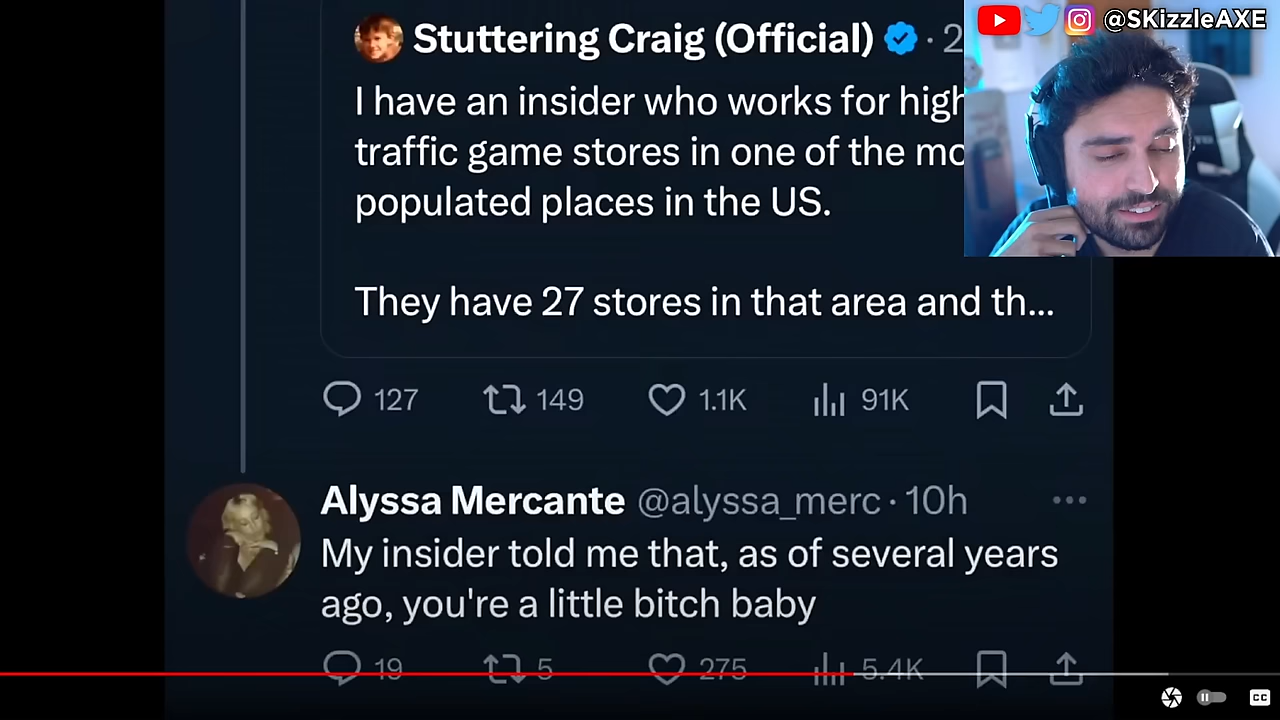 @SKizzleAXE
Stuttering Craig (Official) · 2
I have an insider who works for high
traffic game stores in one of the mo
populated places in the US.
They have 27 stores in that area and th...
127 149 1.1K 91K
Alyssa Mercante @alyssa_merc · 10h
My insider told me that, as of several years
ago, you're a little bitch baby
19 5 275 5.4K
CC